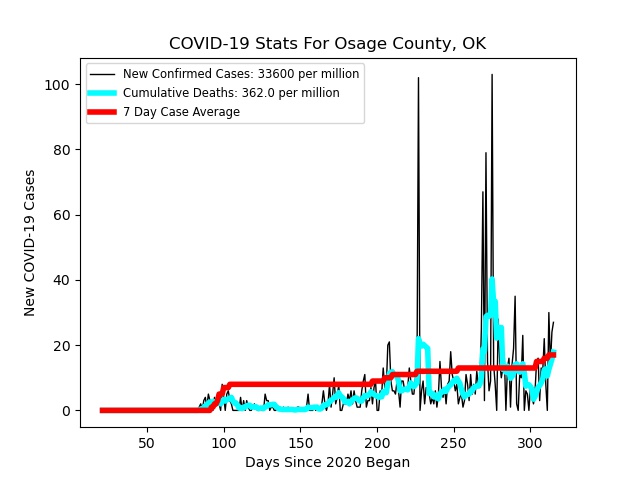 COVID-19 Stats For Osage County, OK
New Confirmed Cases: 33600 per million
Cumulative Deaths: 362.0 per million
7 Day Case Average
New COVID-19 Cases
100
80
60
40
20
0
50 100 150 200 250 300
Days Since 2020 Began